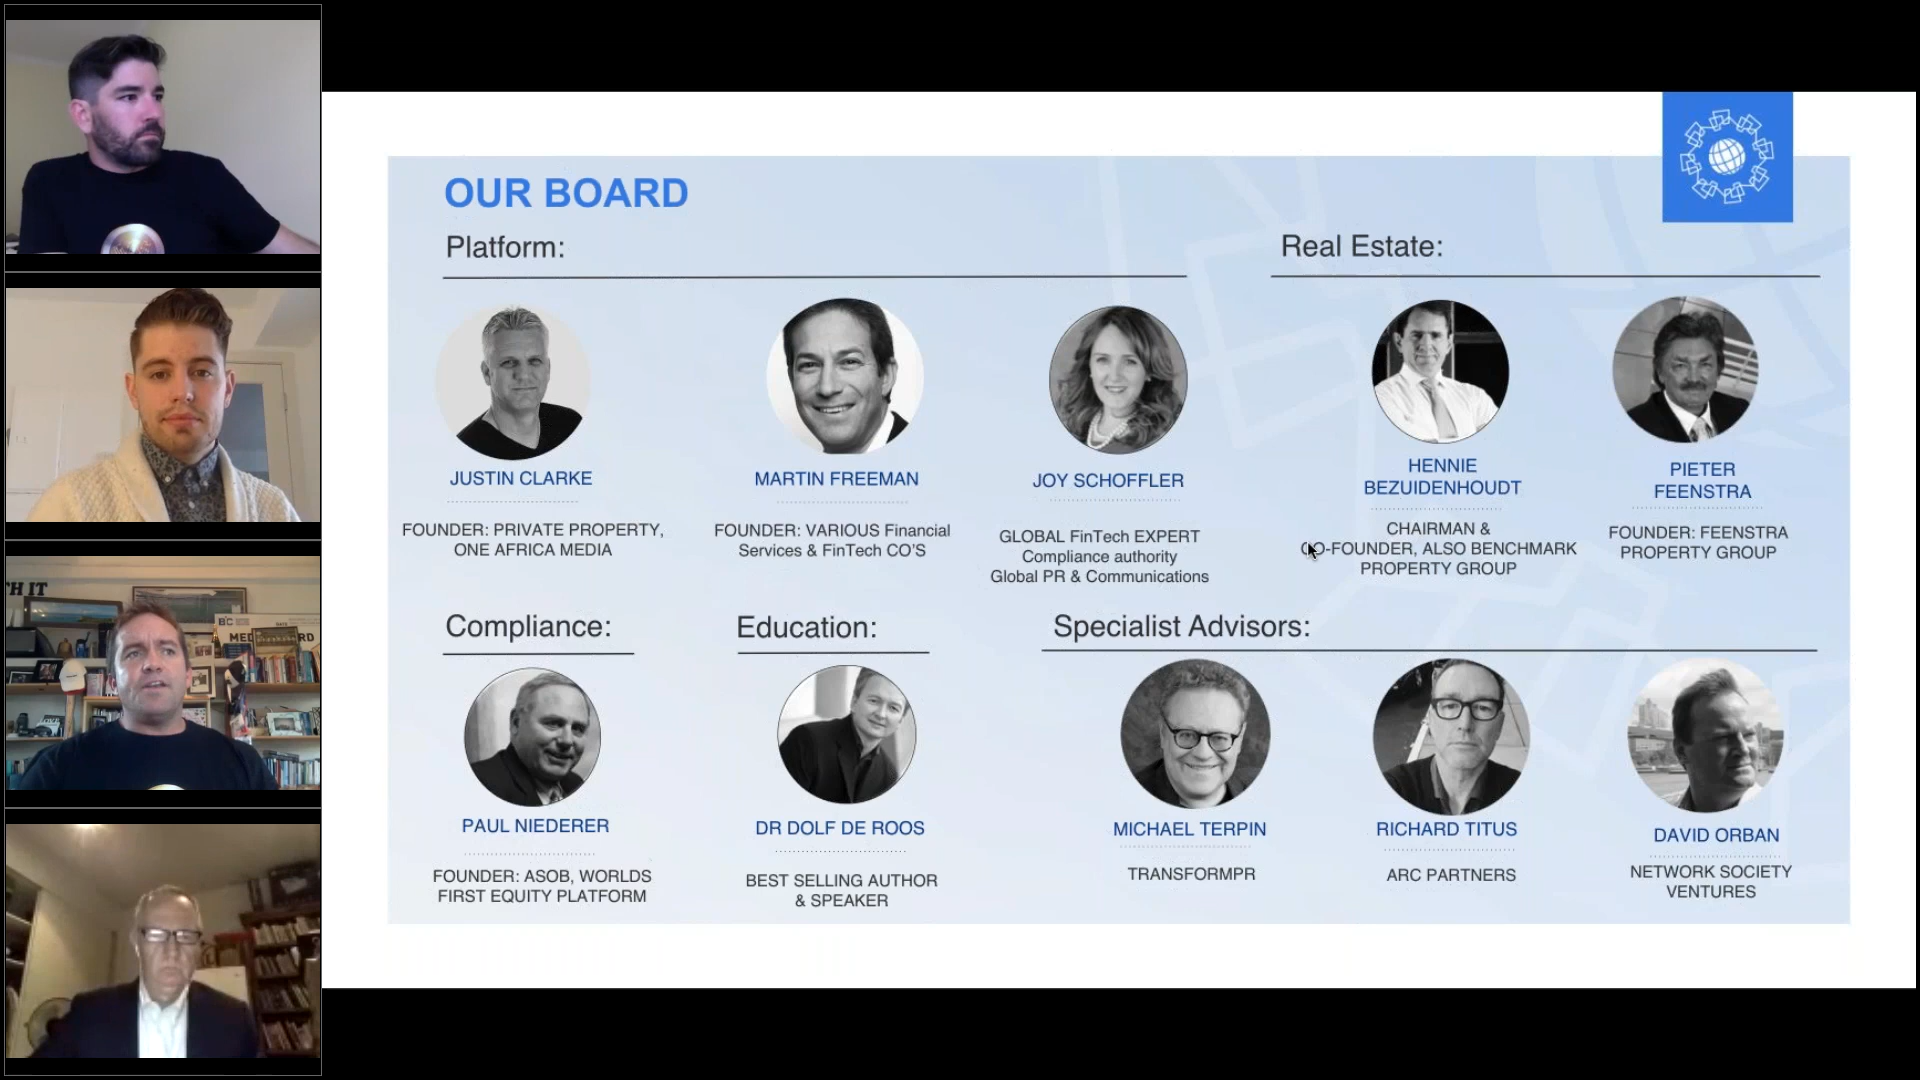 OUR BOARD
Platform:
Real Estate:
JUSTIN CLARKE
FOUNDER: PRIVATE PROPERTY,
ONE AFRICA MEDIA
MARTIN FREEMAN
FOUNDER: VARIOUS Financial
Services & FinTech CO'S
JOY SCHOFFLER
GLOBAL FinTech EXPERT
Compliance authority
Global PR & Communications
HENNIE
BEZUIDENHOUDT
CHAIRMAN &
CO-FOUNDER, ALSO BENCHMARK
PROPERTY GROUP
PIETER
FEENSTRA
FOUNDER: FEENSTRA
PROPERTY GROUP
Compliance:
Education:
Specialist Advisors:
PAUL NIEDERER
FOUNDER: ASOB, WORLDS
FIRST EQUITY PLATFORM
DR DOLF DE ROOS
BEST SELLING AUTHOR
& SPEAKER
MICHAEL TERPIN
TRANSFORMPR
RICHARD TITUS
ARC PARTNERS
DAVID ORBAN
NETWORK SOCIETY
VENTURES
TH IT